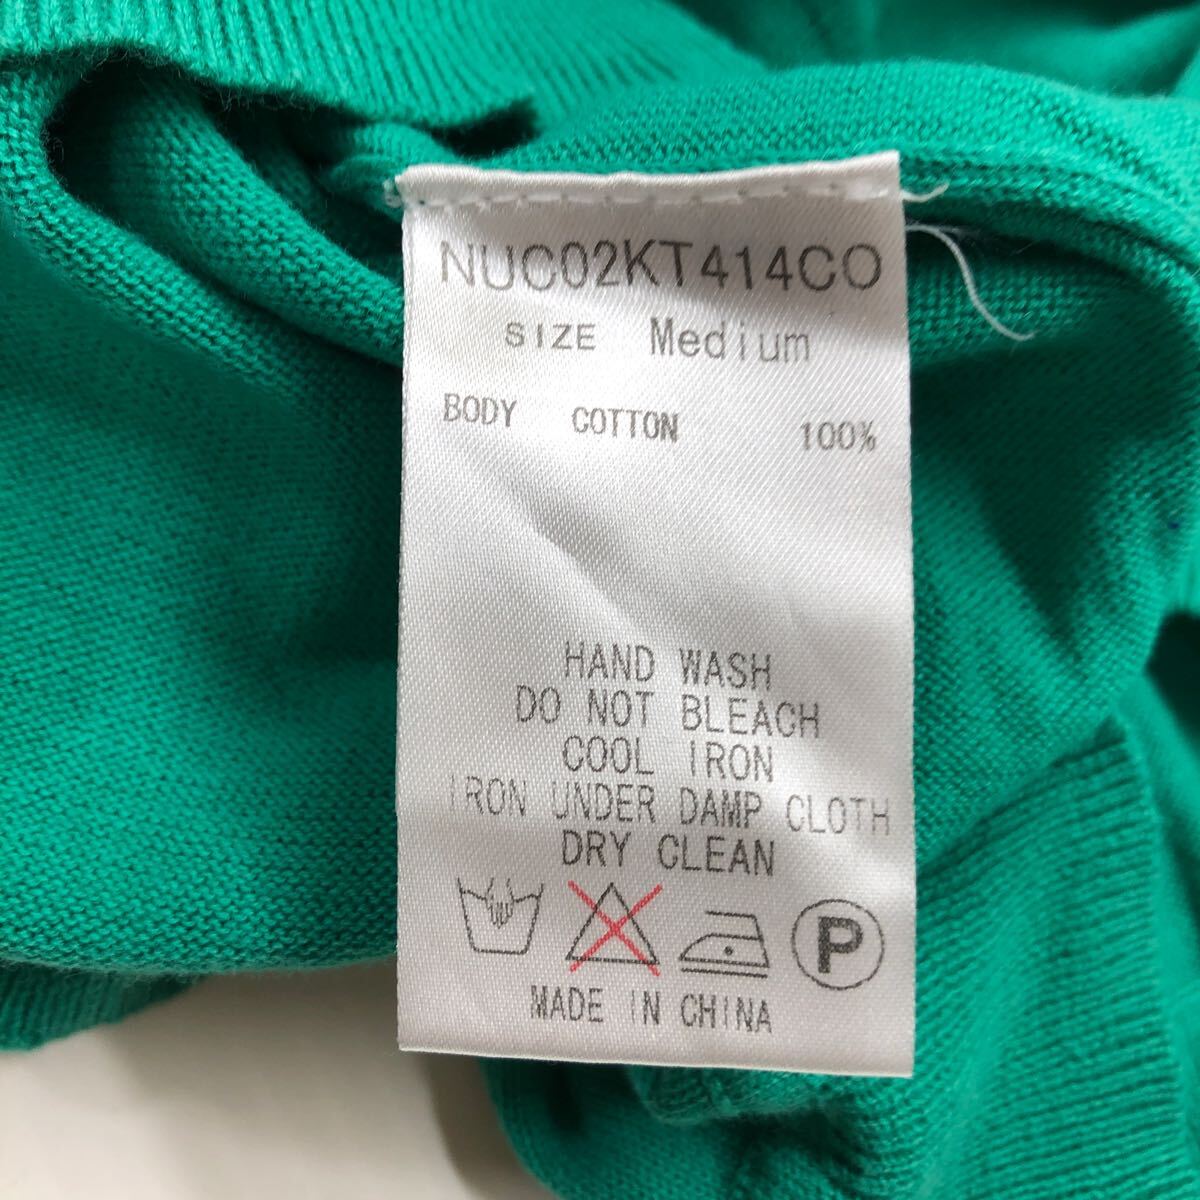 NUC02KT414CO
SIZE Medium
BODY COTTON 100%
HAND WASH
DO NOT BLEACH
COOL IRON
IRON UNDER DAMP CLOTH
DRY CLEAN
P
MADE IN CHINA